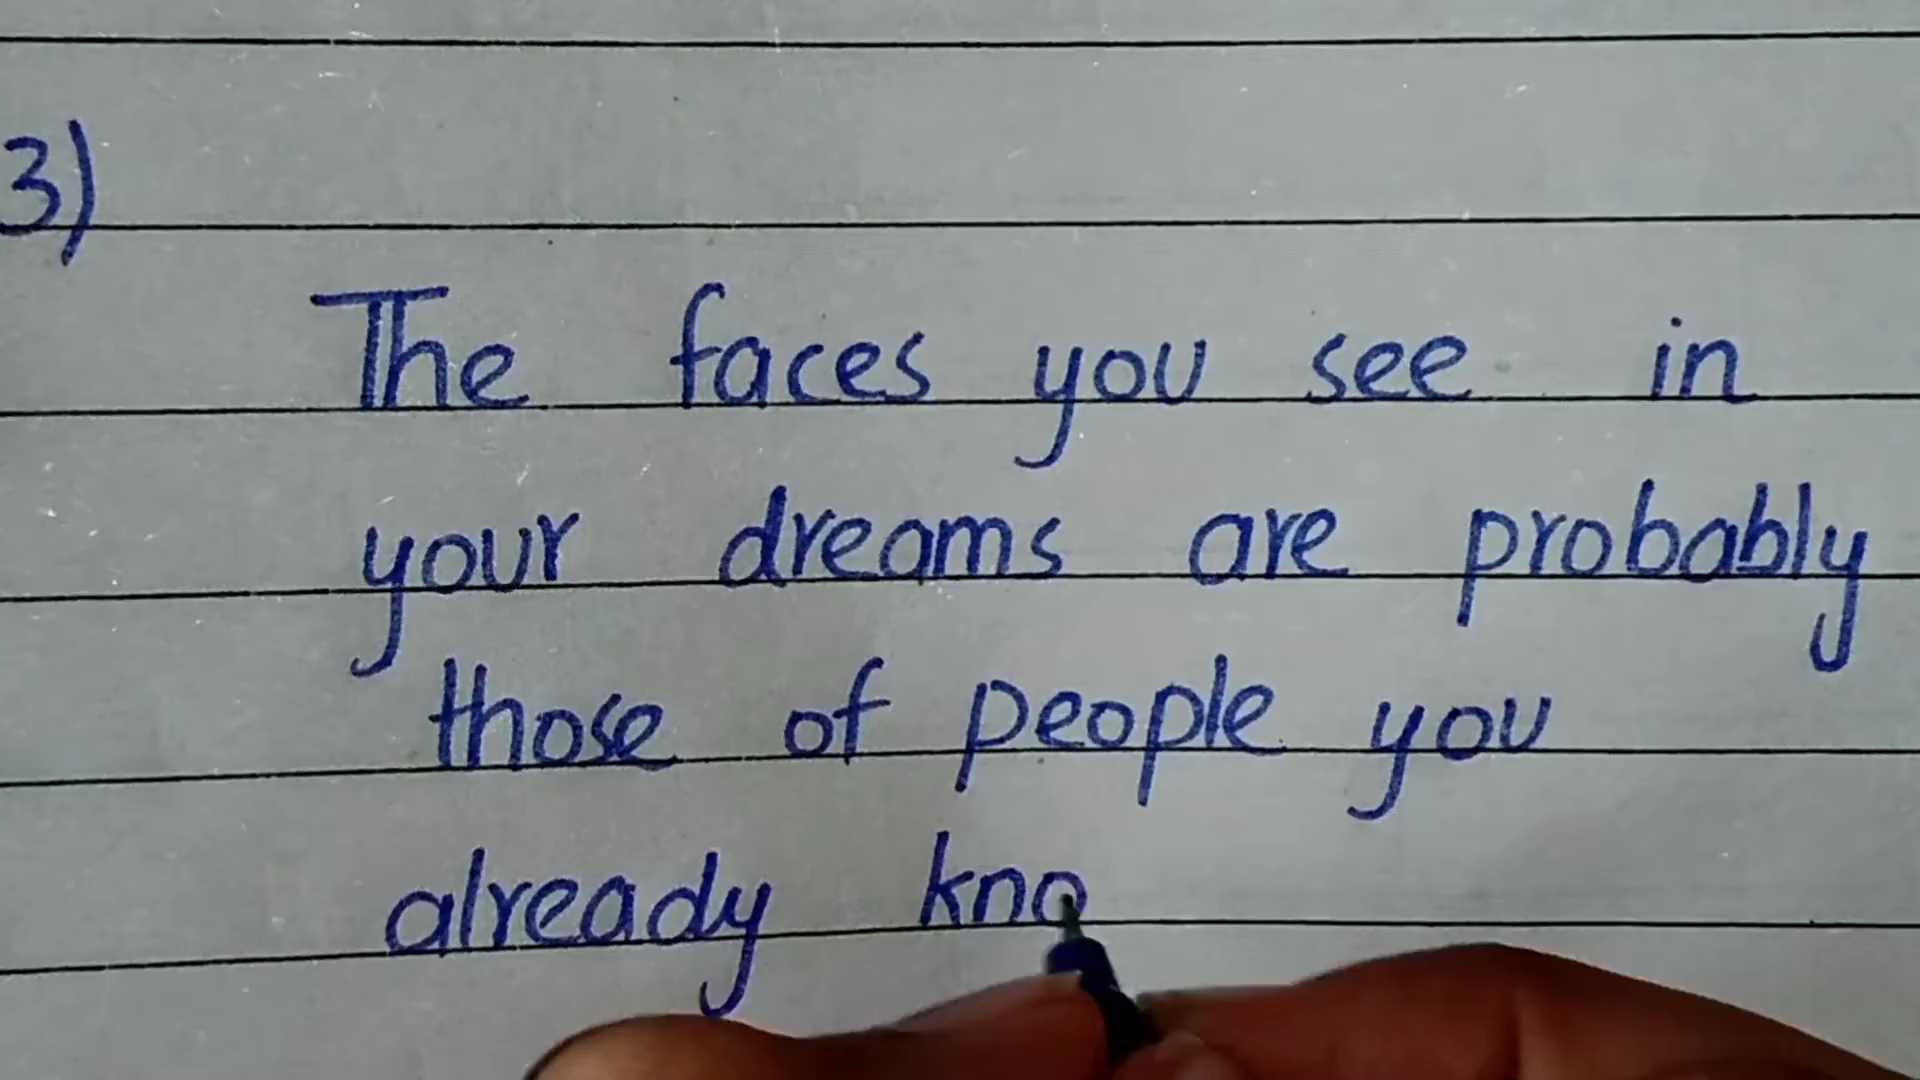 3)
The faces you see in
your dreams are probably
those of people you
already kno